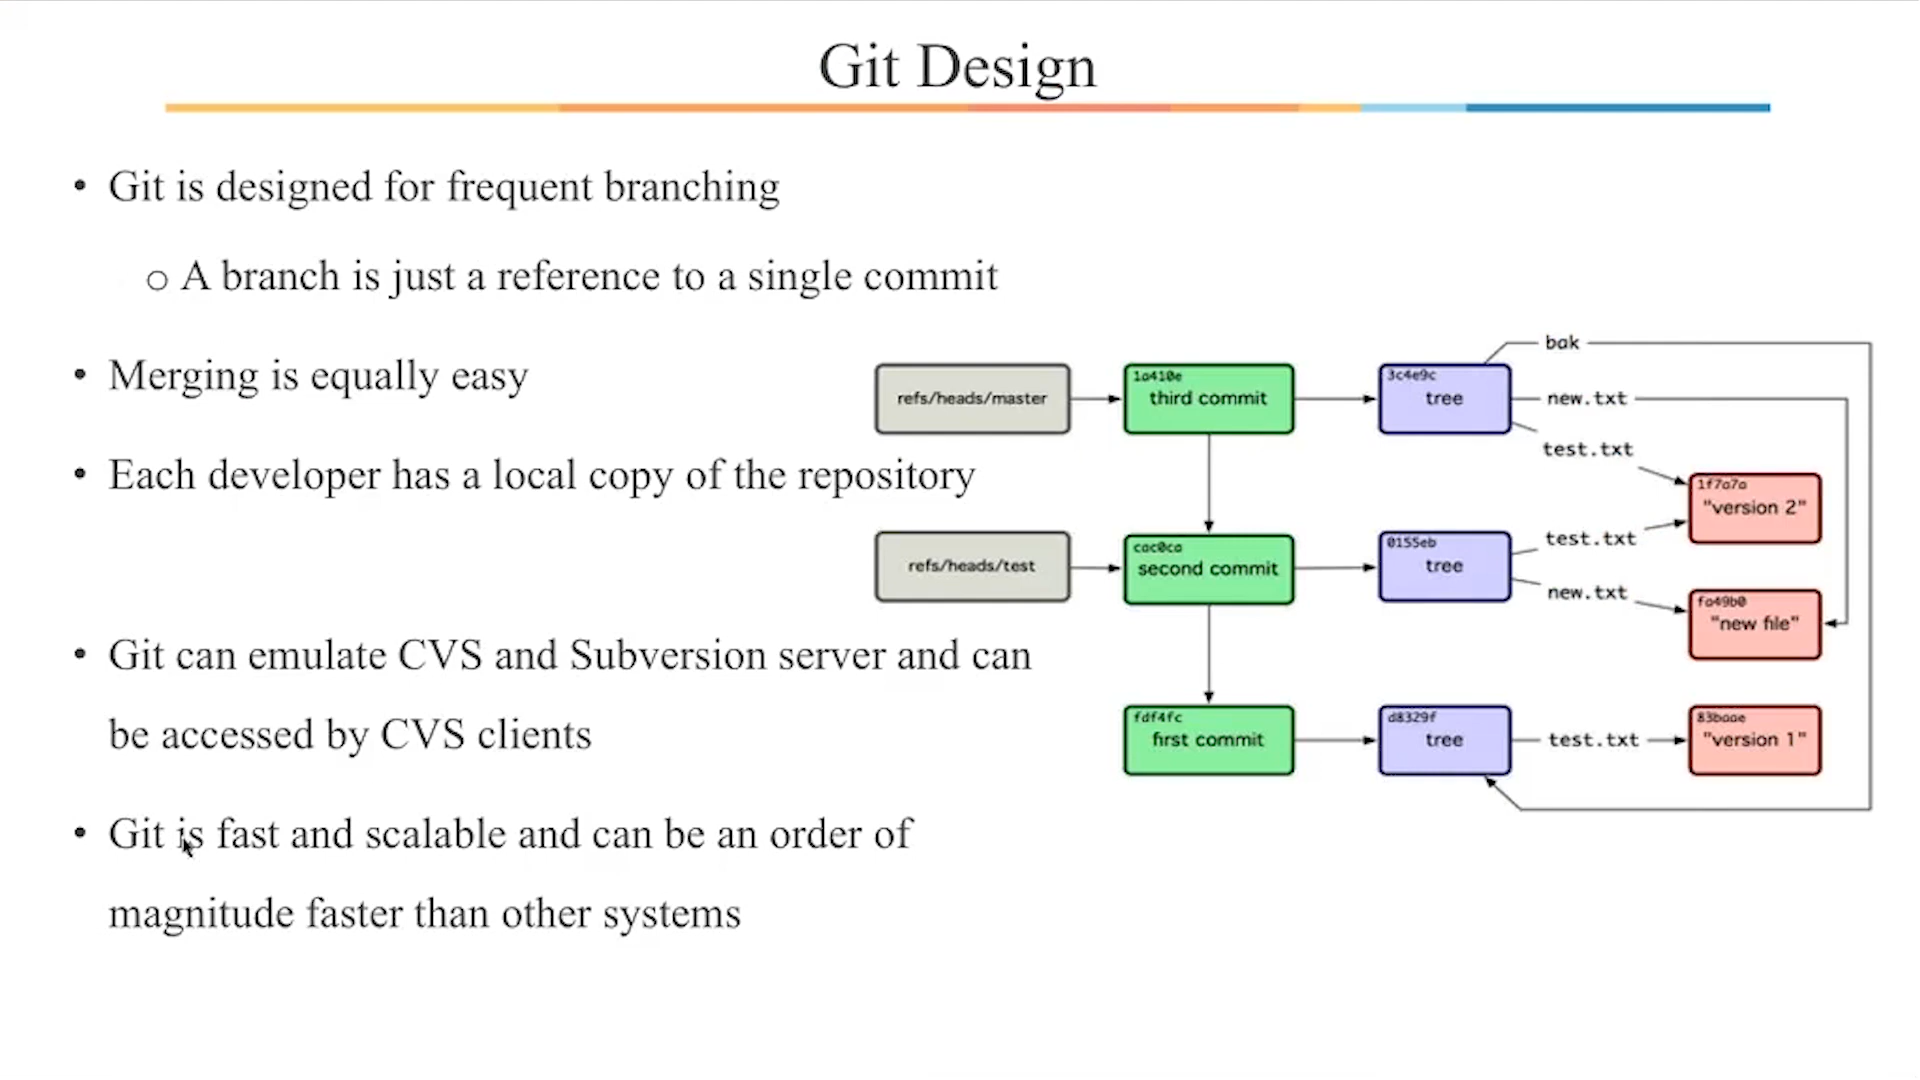 Git Design
• Git is designed for frequent branching
o A branch is just a reference to a single commit
• Merging is equally easy
• Each developer has a local copy of the repository
• Git can emulate CVS and Subversion server and can
be accessed by CVS clients
• Git is fast and scalable and can be an order of
magnitude faster than other systems
bak
refs/heads/master
1a410e
third commit
3c4e9c
tree
new.txt
test.txt
1f7a7a
"version 2"
refs/heads/test
cac0ca
second commit
0155eb
tree
test.txt
new.txt
fa49b0
"new file"
fdf4fc
first commit
d8329f
tree
test.txt
83baae
"version 1"